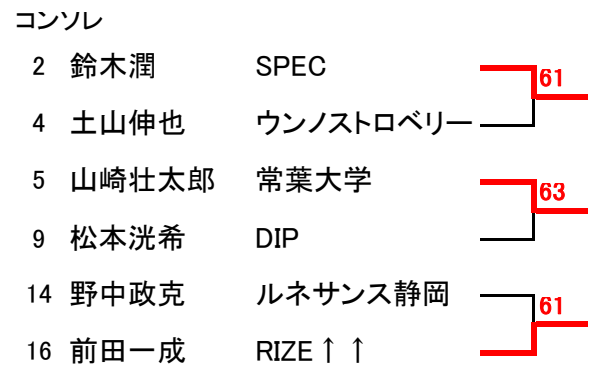 コンソレ
2 鈴木潤 SPEC 61
4 土山伸也 ウンノストロベリー
5 山崎壮太郎 常葉大学 63
9 松本洸希 DIP
14 野中政克 ルネサンス静岡 61
16 前田一成 RIZE↑↑